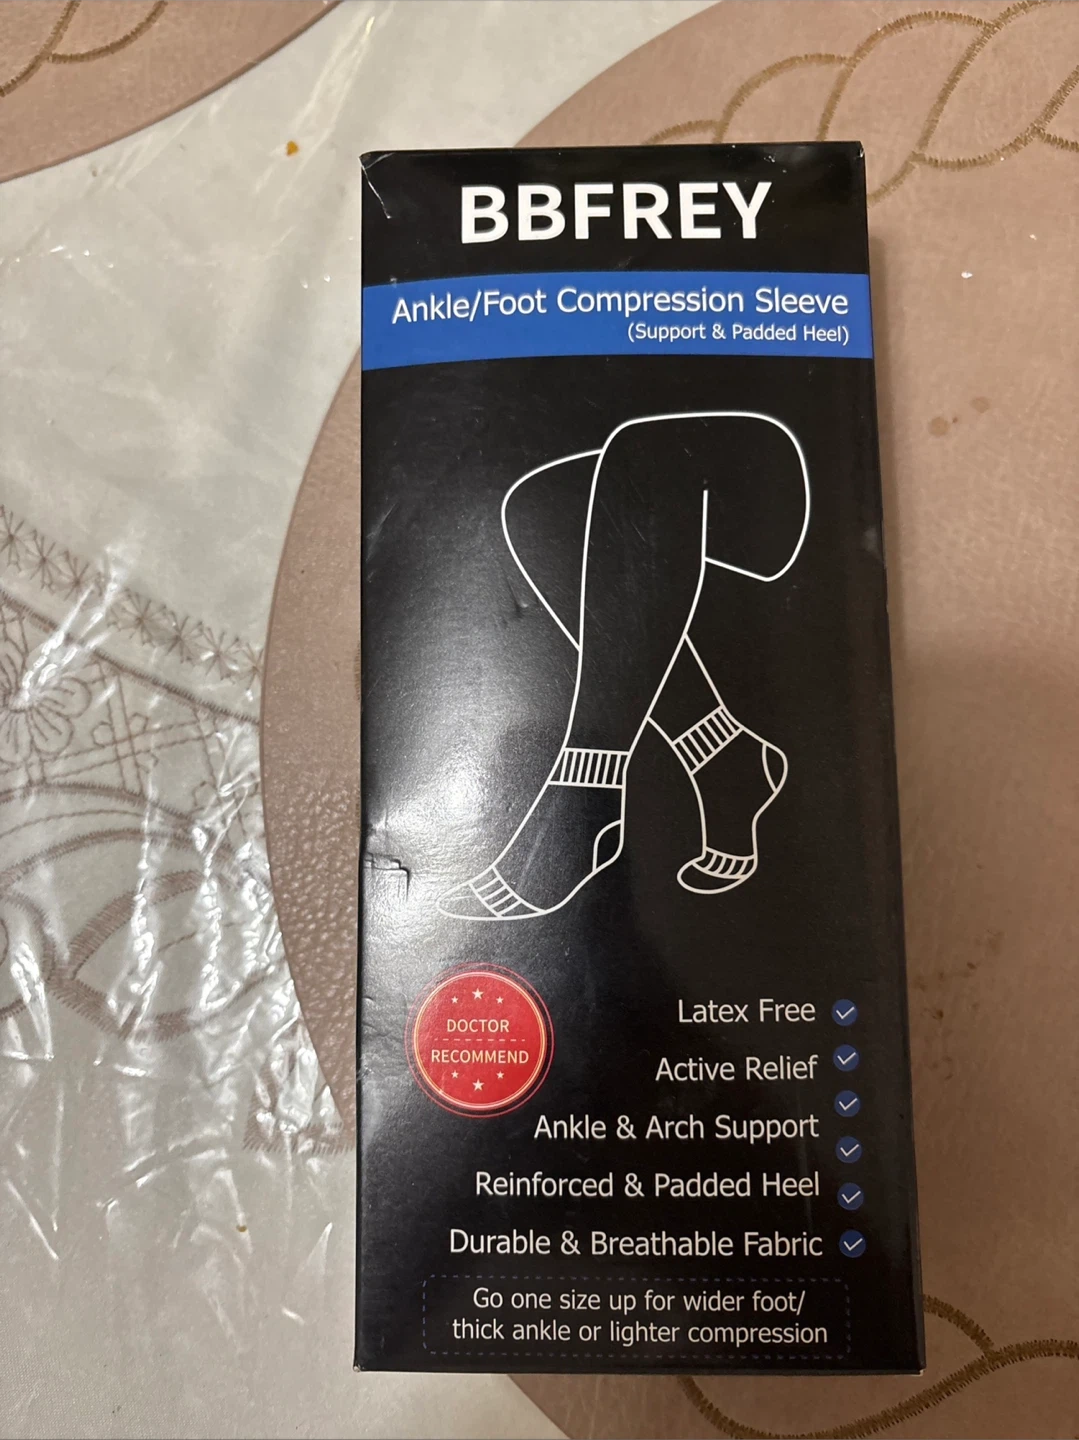 BBFREY
Ankle/Foot Compression Sleeve
(Support & Padded Heel)
DOCTOR
RECOMMEND
Latex Free
Active Relief
Ankle & Arch Support
Reinforced & Padded Heel
Durable & Breathable Fabric
Go one size up for wider foot/
thick ankle or lighter compression